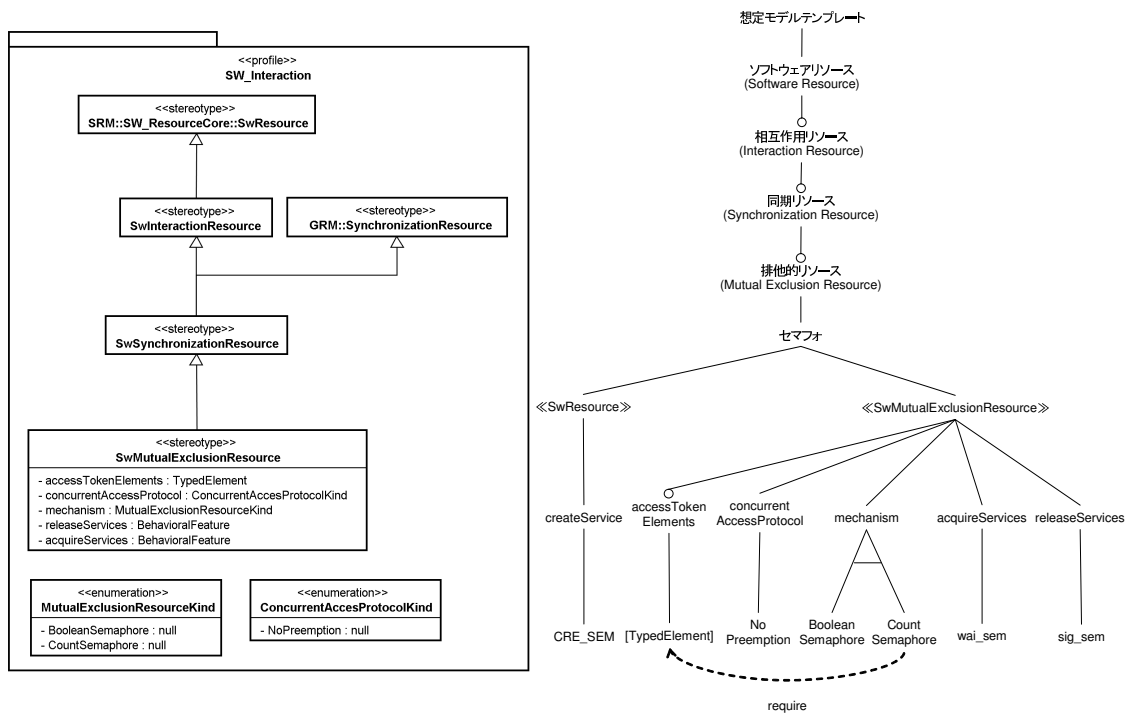 <<profile>>
SW_Interaction
<<stereotype>>
SRM::SW_ResourceCore::SwResource
<<stereotype>>
SwInteractionResource
<<stereotype>>
GRM::SynchronizationResource
<<stereotype>>
SwSynchronizationResource
<<stereotype>>
SwMutualExclusionResource
- accessTokenElements : TypedElement
- concurrentAccessProtocol : ConcurrentAccesProtocolKind
- mechanism : MutualExclusionResourceKind
- releaseServices : BehavioralFeature
- acquireServices : BehavioralFeature
<<enumeration>>
MutualExclusionResourceKind
- BooleanSemaphore : null
- CountSemaphore : null
<<enumeration>>
ConcurrentAccesProtocolKind
- NoPreemption : null
想定モデルテンプレート
ソフトウェアリソース
(Software Resource)
相互作用リソース
(Interaction Resource)
同期リソース
(Synchronization Resource)
排他的リソース
(Mutual Exclusion Resource)
セマフォ
≪SwResource≫
≪SwMutualExclusionResource≫
createService
accessToken
Elements
concurrent
AccessProtocol
mechanism
acquireServices
releaseServices
CRE_SEM
[TypedElement]
No
Preemption
Boolean
Semaphore
Count
Semaphore
wai_sem
sig_sem
require